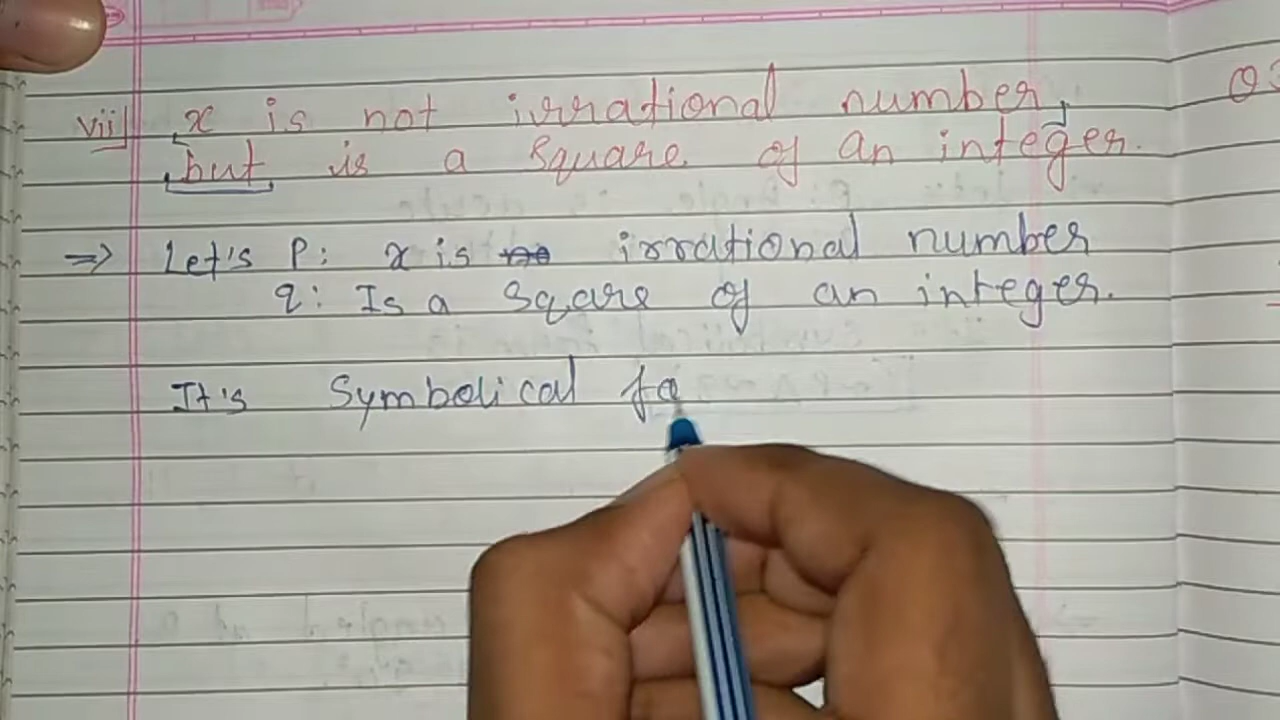 vii] x is not irrational number,
but is a square of an integer.
⇒ Let's P: x is irrational number
q: Is a Sqare of an integer.
It's Symbolical fo